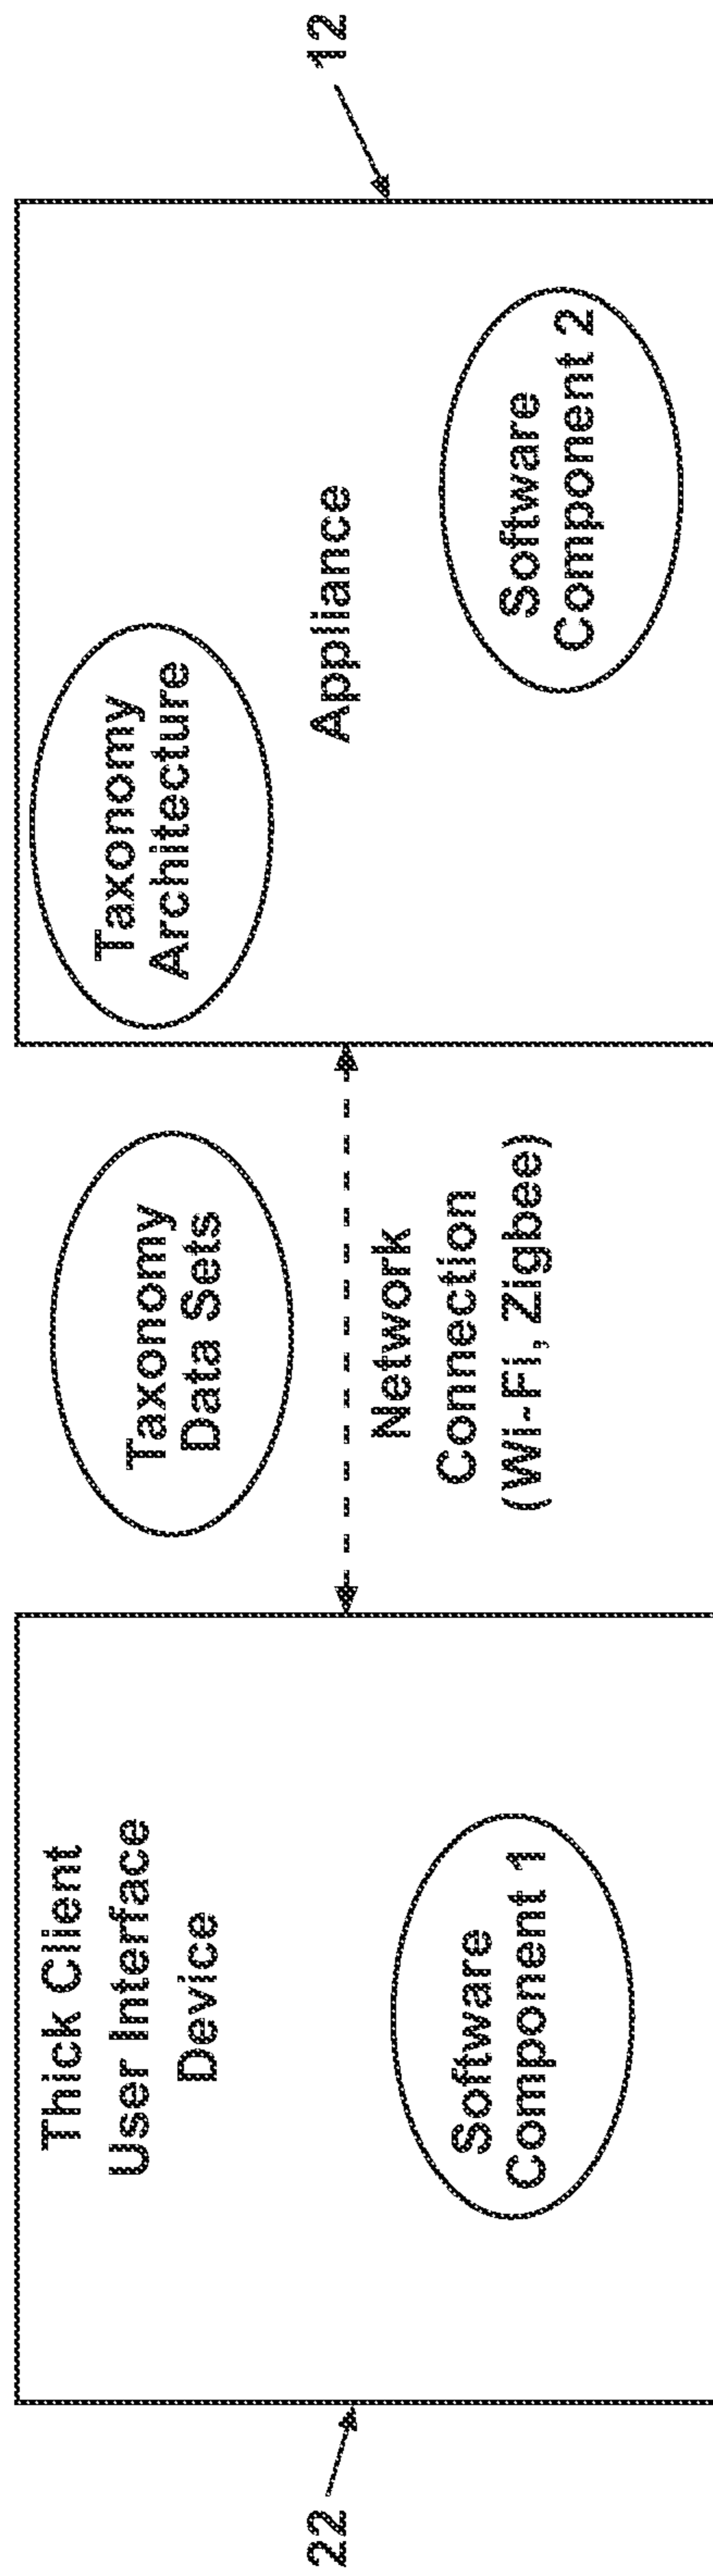 22
Thick Client
User Interface
Device
Software
Component 1
Taxonomy
Data Sets
Network
Connection
(Wi-Fi, Zigbee)
Taxonomy
Architecture
Appliance
Software
Component 2
12